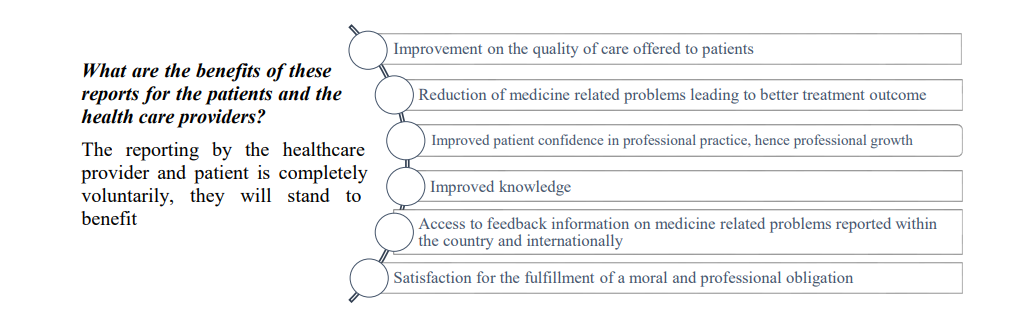 What are the benefits of these
reports for the patients and the
health care providers?
The reporting by the healthcare
provider and patient is completely
voluntarily, they will stand to
benefit
Improvement on the quality of care offered to patients
Reduction of medicine related problems leading to better treatment outcome
Improved patient confidence in professional practice, hence professional growth
Improved knowledge
Access to feedback information on medicine related problems reported within
the country and internationally
Satisfaction for the fulfillment of a moral and professional obligation